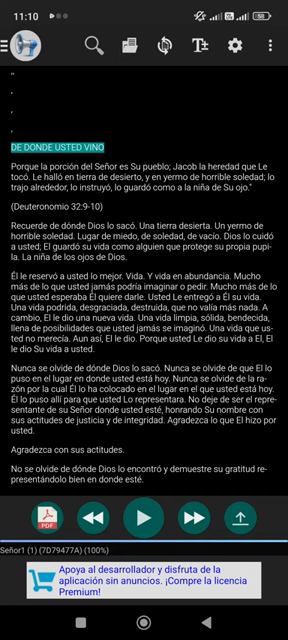 11:10
58
T±
"
'
,
,
DE DONDE USTED VINO
Porque la porción del Señor es Su pueblo; Jacob la heredad que Le
tocó. Le halló en tierra de desierto, y en yermo de horrible soledad; lo
trajo alrededor, lo instruyó, lo guardó como a la niña de Su ojo."
(Deuteronomio 32:9-10)
Recuerde de dónde Dios lo sacó. Una tierra desierta. Un yermo de
horrible soledad. Lugar de miedo, de soledad, de vacío. Dios lo cuidó
a usted; El guardó su vida como alguien que protege su propia pupi-
la. La niña de los ojos de Dios.
Él le reservó a usted lo mejor. Vida. Y vida en abundancia. Mucho
más de lo que usted jamás podría imaginar o pedir. Mucho más de lo
que usted esperaba Él quiere darle. Usted Le entregó a Él su vida.
Una vida podrida, desgraciada, destruida, que no valía más nada. A
cambio, El le dio una nueva vida. Una vida limpia, sólida, bendecida,
llena de posibilidades que usted jamás se imaginó. Una vida que us-
ted no merecía. Aun así, El le dio. Porque usted Le dio su vida a El, El
le dio Su vida a usted.
Nunca se olvide de dónde Dios lo sacó. Nunca se olvide de que El lo
puso en el lugar en donde usted está hoy. Nunca se olvide de la ra-
zón por la cual Él lo ha colocado en el lugar en el que usted está hoy.
Él lo puso allí para que usted Lo representara. No deje de ser el repre-
sentante de su Señor donde usted esté, honrando Su nombre con
sus actitudes de justicia y de integridad. Agradezca lo que El hizo por
usted.
Agradezca con sus actitudes.
No se olvide de dónde Dios lo encontró y demuestre su gratitud re-
presentándolo bien en donde esté.
PDF
Señor1 (1) (7D79477A) (100%)
Apoya al desarrollador y disfruta de la
aplicación sin anuncios. ¡Compre la licencia
Premium!